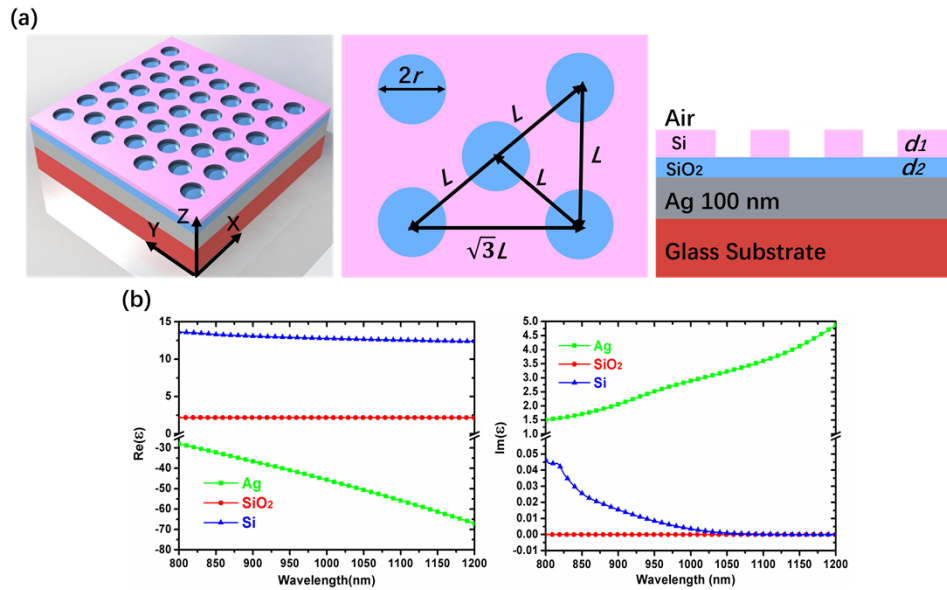 (a)
Z
Y
X
2r
L
L
L
L
√3L
Air
Si
d1
SiO2
d2
Ag 100 nm
Glass Substrate
(b)
Re(ε)
15
10
5
0
-30
-40
-50
-60
-70
-80
Ag
SiO2
Si
800 850 900 950 1000 1050 1100 1150 1200
Wavelength(nm)
Im(ε)
5.0
4.5
4.0
3.5
3.0
2.5
2.0
1.5
1.0
0.05
0.04
0.03
0.02
0.01
0.00
-0.01
Ag
SiO2
Si
800 850 900 950 1000 1050 1100 1150 1200
Wavelength (nm)